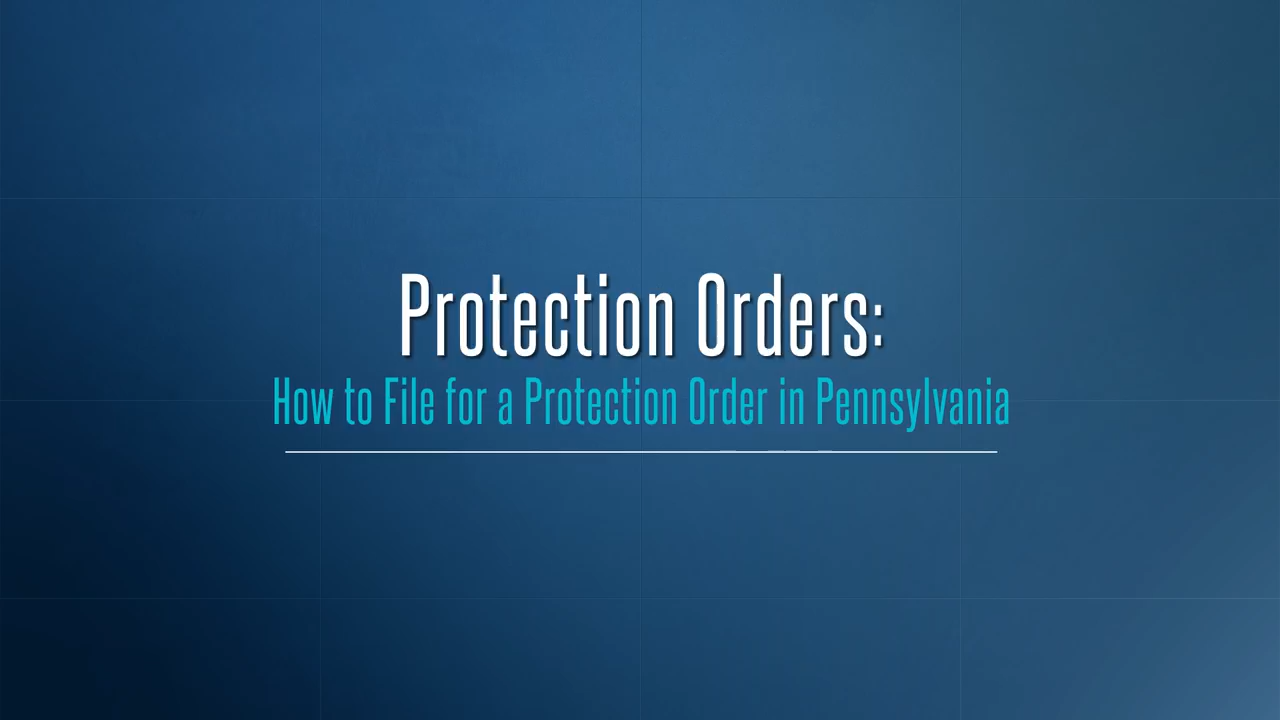 Protection Orders:
How to File for a Protection Order in Pennsylvania